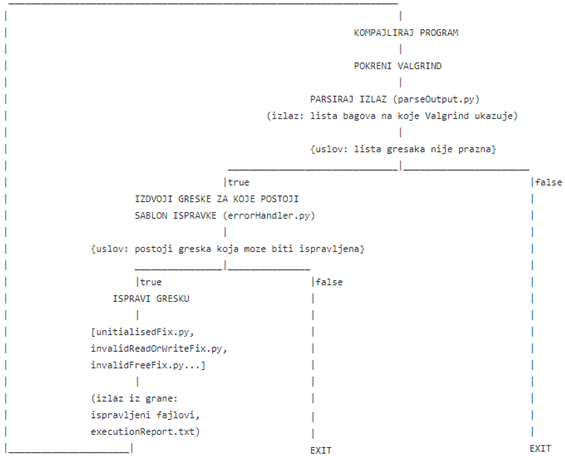 KOMPAJLIRAJ PROGRAM
POKRENI VALGRIND
PARSIRAJ IZLAZ (parseOutput.py)
(izlaz: lista bagova na koje Valgrind ukazuje)
{uslov: lista gresaka nije prazna}
true
false
IZDVOJI GRESKE ZA KOJE POSTOJI
SABLON ISPRAVKE (errorHandler.py)
{uslov: postoji greska koja moze biti ispravljena}
true
false
ISPRAVI GRESKU
[unitialisedFix.py,
invalidReadOrWriteFix.py,
invalidFreeFix.py...]
(izlaz iz grane:
ispravljeni fajlovi,
executionReport.txt)
EXIT
EXIT